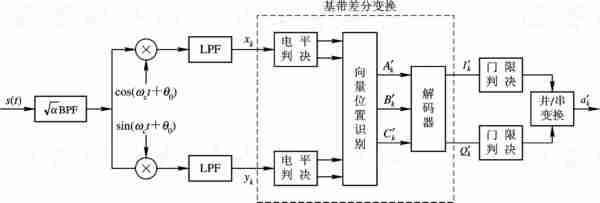 基带差分变换
s(t)
√αBPF
×
LPF
x_k
电平判决
cos(ω_c t+θ_0)
sin(ω_c t+θ_0)
×
LPF
y_k
电平判决
向量位置识别
A'_k
B'_k
C'_k
解码器
I'_k
门限判决
Q'_k
门限判决
并/串变换
a'_k